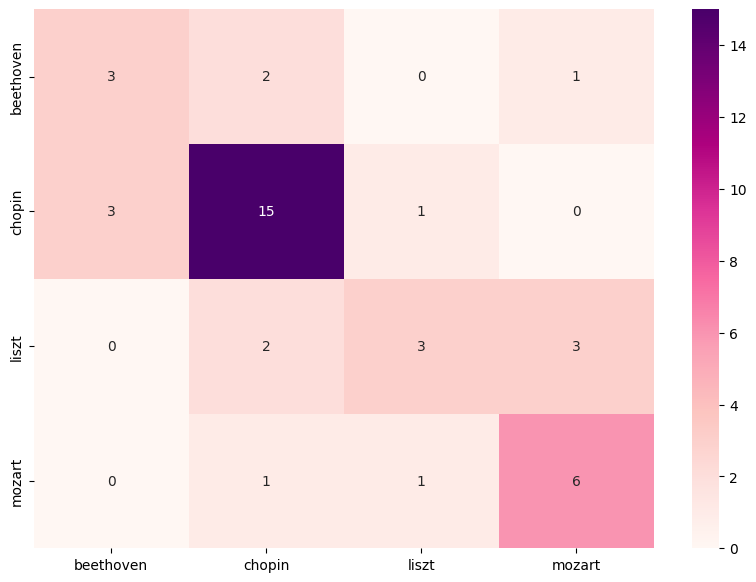 beethoven 3 2 0 1
chopin 3 15 1 0
liszt 0 2 3 3
mozart 0 1 1 6
beethoven chopin liszt mozart
14
12
10
8
6
4
2
0